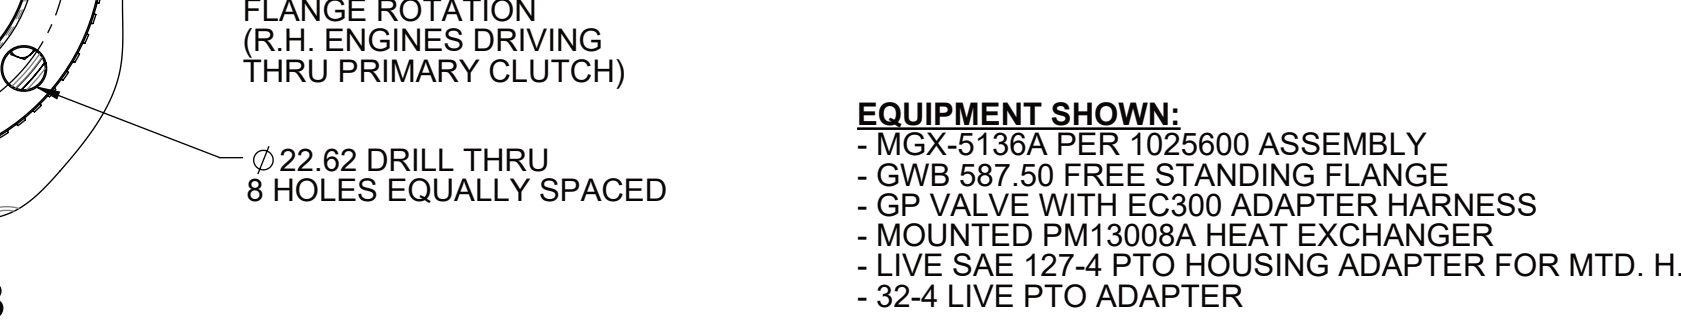 FLANGE ROTATION
(R.H. ENGINES DRIVING
THRU PRIMARY CLUTCH)
∅22.62 DRILL THRU
8 HOLES EQUALLY SPACED
EQUIPMENT SHOWN:
- MGX-5136A PER 1025600 ASSEMBLY
- GWB 587.50 FREE STANDING FLANGE
- GP VALVE WITH EC300 ADAPTER HARNESS
- MOUNTED PM13008A HEAT EXCHANGER
- LIVE SAE 127-4 PTO HOUSING ADAPTER FOR MTD. H.
- 32-4 LIVE PTO ADAPTER